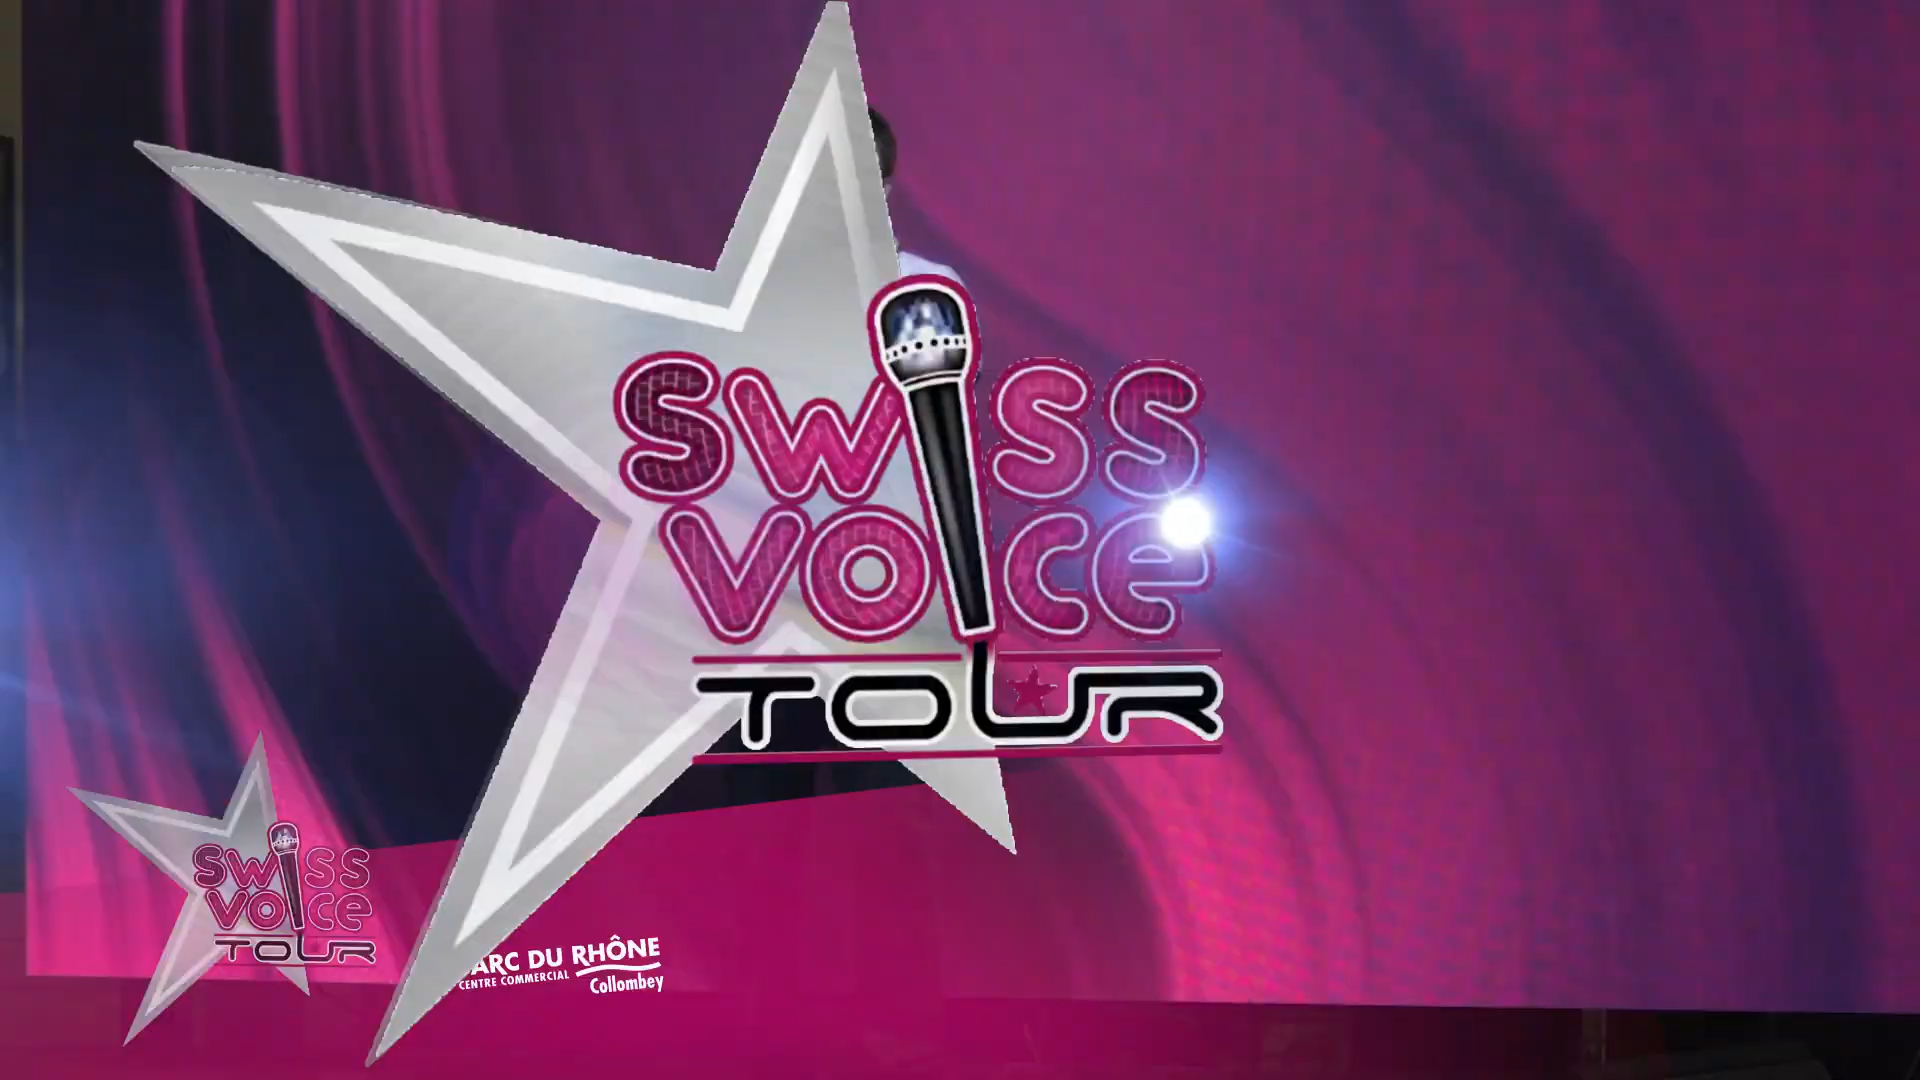 SWISS
VOICE
TOUR
SWISS
VOICE
TOUR
ARC DU RHÔNE
CENTRE COMMERCIAL
Collombey